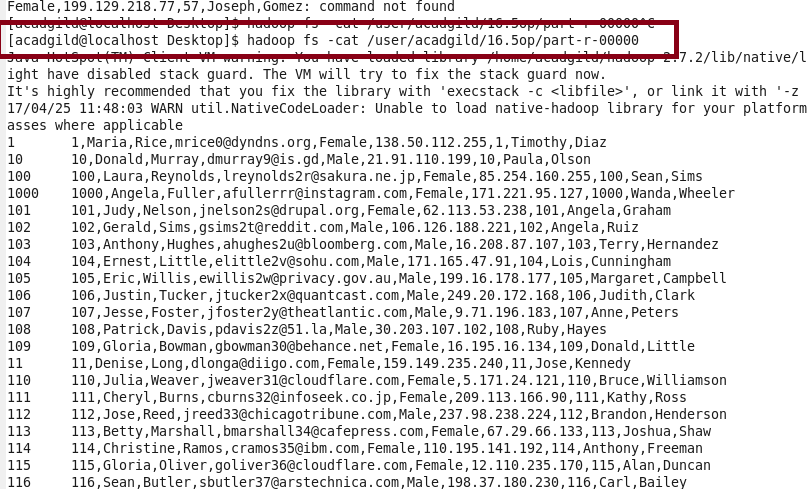 Female,199.129.218.77,57,Joseph,Gomez: command not found
[acadgild@localhost Desktop]$ hadoop fs -cat /user/acadgild/16.5op/part-r-00000^C
[acadgild@localhost Desktop]$ hadoop fs -cat /user/acadgild/16.5op/part-r-00000
Java HotSpot(TM) Client VM warning: You have loaded library /home/acadgild/hadoop-2.7.2/lib/native/l
ight have disabled stack guard. The VM will try to fix the stack guard now.
It's highly recommended that you fix the library with 'execstack -c <libfile>', or link it with '-z
17/04/25 11:48:03 WARN util.NativeCodeLoader: Unable to load native-hadoop library for your platform
asses where applicable
1 1,Maria,Rice,mrice0@dyndns.org,Female,138.50.112.255,1,Timothy,Diaz
10 10,Donald,Murray,dmurray9@is.gd,Male,21.91.110.199,10,Paula,Olson
100 100,Laura,Reynolds,lreynolds2r@sakura.ne.jp,Female,85.254.160.255,100,Sean,Sims
1000 1000,Angela,Fuller,afullerrr@instagram.com,Female,171.221.95.127,1000,Wanda,Wheeler
101 101,Judy,Nelson,jnelson2s@drupal.org,Female,62.113.53.238,101,Angela,Graham
102 102,Gerald,Sims,gsims2t@reddit.com,Male,106.126.188.221,102,Angela,Ruiz
103 103,Anthony,Hughes,ahughes2u@bloomberg.com,Male,16.208.87.107,103,Terry,Hernandez
104 104,Ernest,Little,elittle2v@sohu.com,Male,171.165.47.91,104,Lois,Cunningham
105 105,Eric,Willis,ewillis2w@privacy.gov.au,Male,199.16.178.177,105,Margaret,Campbell
106 106,Justin,Tucker,jtucker2x@quantcast.com,Male,249.20.172.168,106,Judith,Clark
107 107,Jesse,Foster,jfoster2y@theatlantic.com,Male,9.71.196.183,107,Anne,Peters
108 108,Patrick,Davis,pdavis2z@51.la,Male,30.203.107.102,108,Ruby,Hayes
109 109,Gloria,Bowman,gbowman30@behance.net,Female,16.195.16.134,109,Donald,Little
11 11,Denise,Long,dlonga@diigo.com,Female,159.149.235.240,11,Jose,Kennedy
110 110,Julia,Weaver,jweaver31@cloudflare.com,Female,5.171.24.121,110,Bruce,Williamson
111 111,Cheryl,Burns,cburns32@infoseek.co.jp,Female,209.113.166.90,111,Kathy,Ross
112 112,Jose,Reed,jreed33@chicagotribune.com,Male,237.98.238.224,112,Brandon,Henderson
113 113,Betty,Marshall,bmarshall34@cafepress.com,Female,67.29.66.133,113,Joshua,Shaw
114 114,Christine,Ramos,cramos35@ibm.com,Female,110.195.141.192,114,Anthony,Freeman
115 115,Gloria,Oliver,goliver36@cloudflare.com,Female,12.110.235.170,115,Alan,Duncan
116 116,Sean,Butler,sbutler37@arstechnica.com,Male,198.37.180.230,116,Carl,Bailey